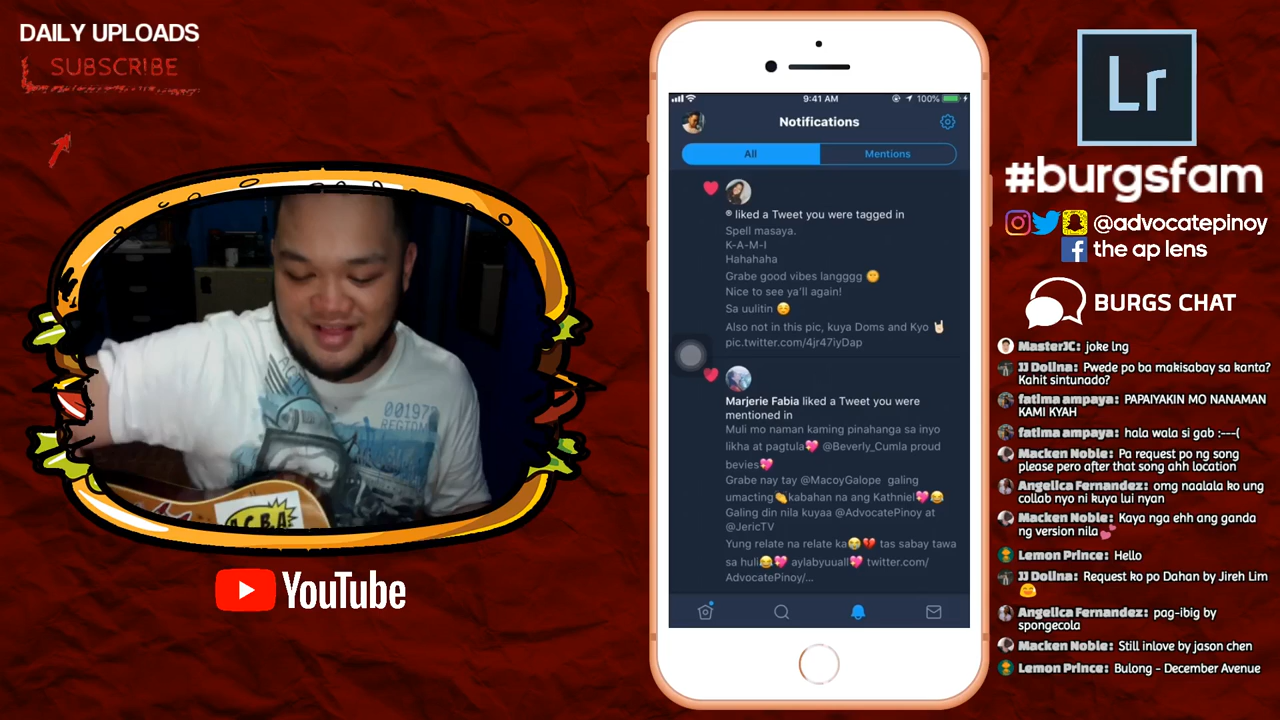 DAILY UPLOADS
SUBSCRIBE
001973
REGION
U.C.B.A
YouTube
9:41 AM
100%
Notifications
All
Mentions
® liked a Tweet you were tagged in
Spell masaya.
K-A-M-I
Hahahaha
Grabe good vibes langggg 😁
Nice to see ya'll again!
Sa uulitin ☺️
Also not in this pic, kuya Doms and Kyo 🤘🏻
pic.twitter.com/4jr47iyDap
Marjerie Fabia liked a Tweet you were
mentioned in
Muli mo naman kaming pinahanga sa inyo
likha at pagtula💖 @Beverly_Cumla proud
bevies💖
Grabe nay tay @MacoyGalope galing
umacting👏kabahan na ang Kathniel💖😂
Galing din nila kuyaa @AdvocatePinoy at
@JericTV
Yung relate na relate ka😭💔 tas sabay tawa
sa huli😂💖 aylabyuuall💖 twitter.com/
AdvocatePinoy/...
Lr
#burgsfam
@advocatepinoy
the ap lens
BURGS CHAT
MasterJC: joke lng
JJ Dolina: Pwede po ba makisabay sa kanta?
Kahit sintunado?
fatima ampaya: PAPAIYAKIN MO NANAMAN
KAMI KYAH
fatima ampaya: hala wala si gab :---(
Macken Noble: Pa request po ng song
please pero after that song ahh location
Angelica Fernandez: omg naalala ko ung
collab nyo ni kuya lui nyan
Macken Noble: Kaya nga ehh ang ganda
ng version nila💕
Lemon Prince: Hello
JJ Dolina: Request ko po Dahan by Jireh Lim
😊
Angelica Fernandez: pag-ibig by
spongecola
Macken Noble: Still inlove by jason chen
Lemon Prince: Bulong - December Avenue